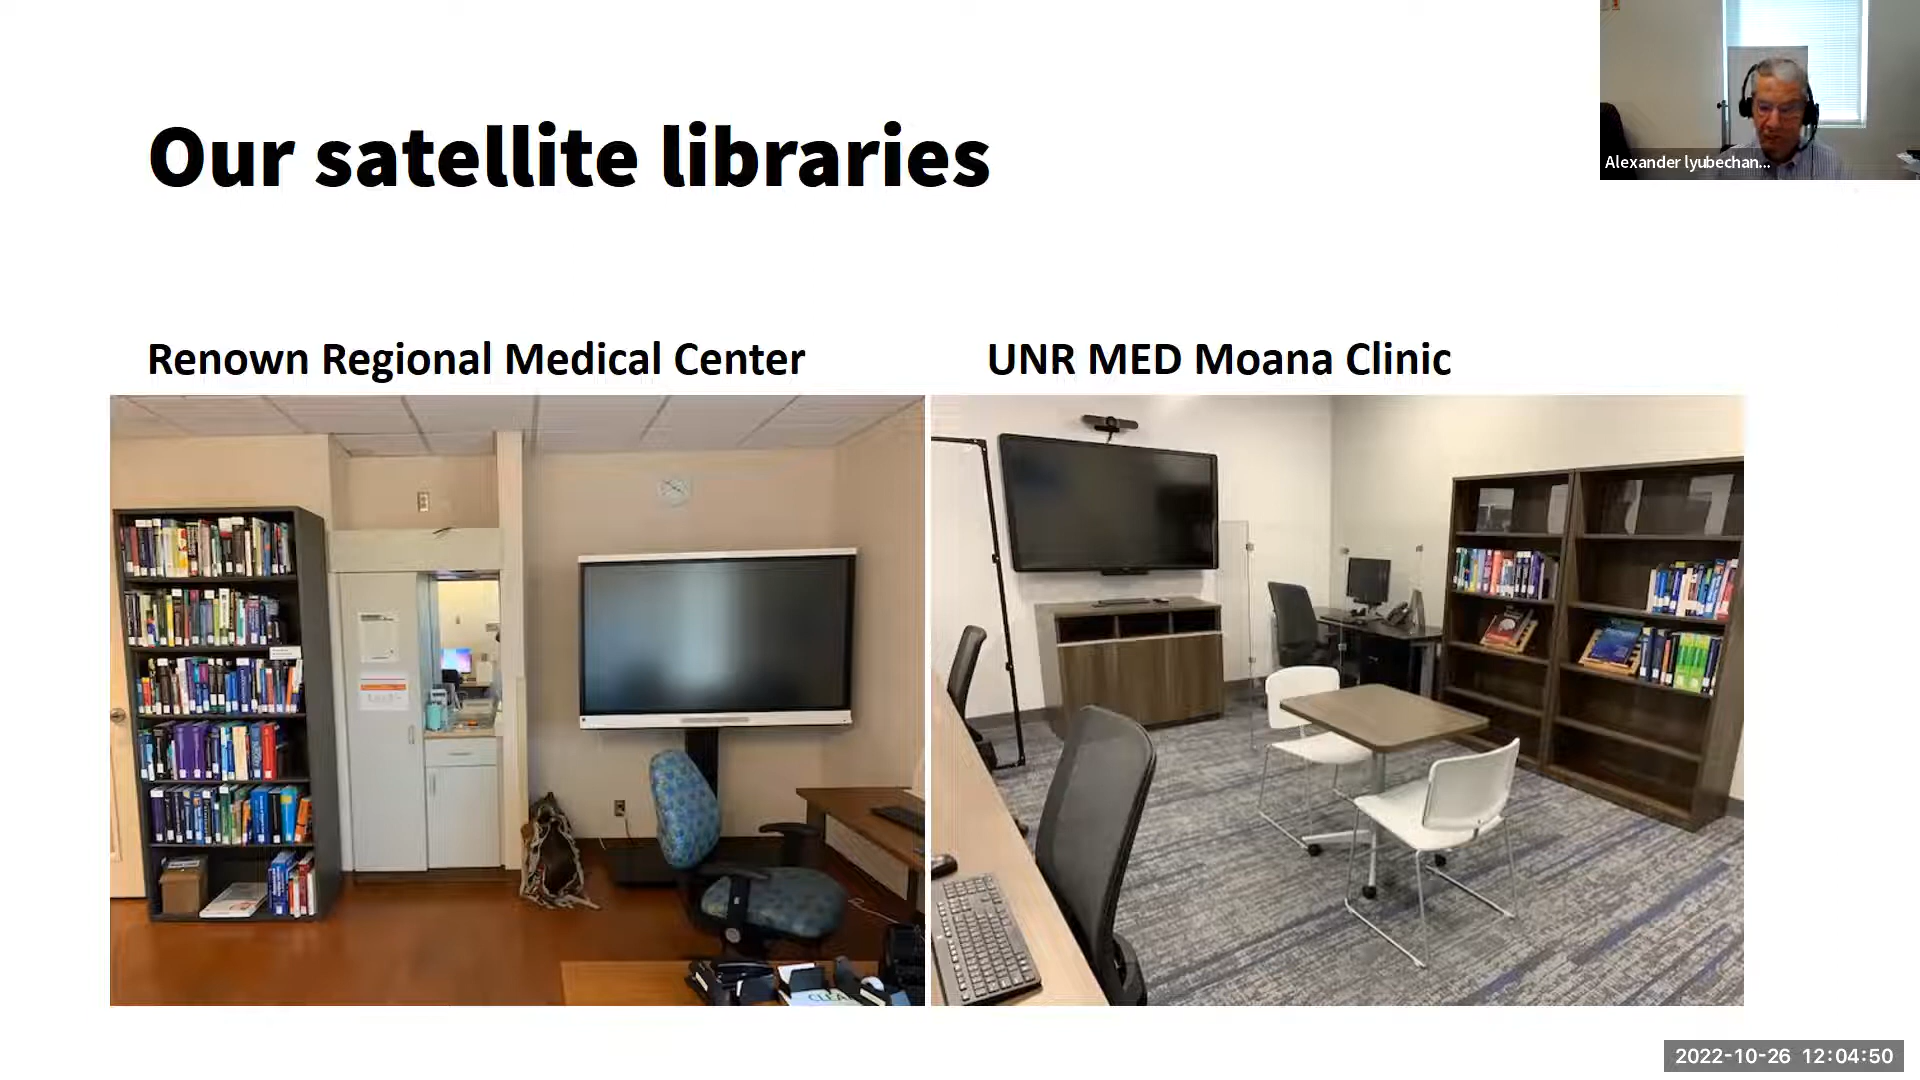 Our satellite libraries
Alexander lyubechan...
Renown Regional Medical Center
UNR MED Moana Clinic
2022-10-26 12:04:50